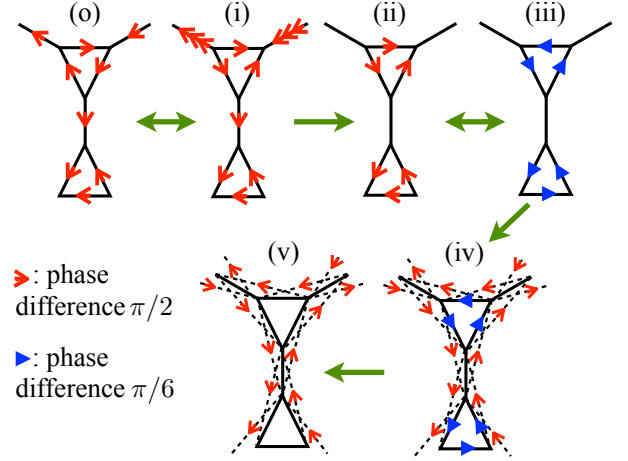 (o) (i) (ii) (iii)
(v) (iv)
: phase
difference π/2
: phase
difference π/6